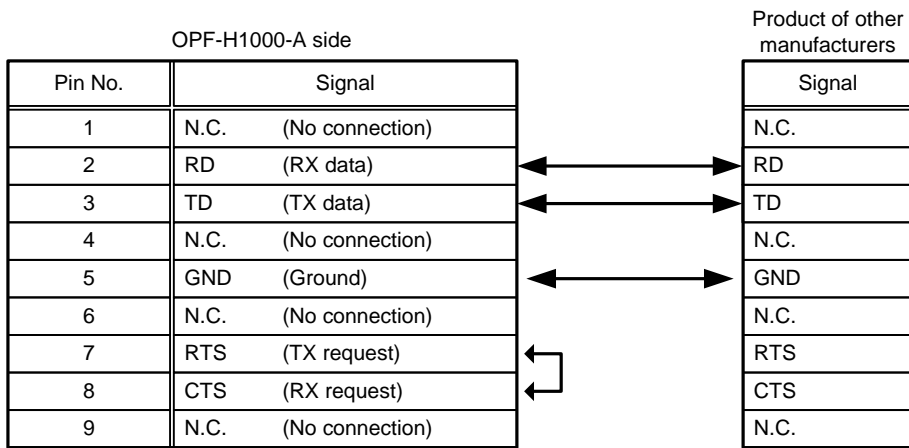 OPF-H1000-A side
Product of other
manufacturers
Pin No. Signal Signal
1 N.C. (No connection) N.C.
2 RD (RX data) RD
3 TD (TX data) TD
4 N.C. (No connection) N.C.
5 GND (Ground) GND
6 N.C. (No connection) N.C.
7 RTS (TX request) RTS
8 CTS (RX request) CTS
9 N.C. (No connection) N.C.